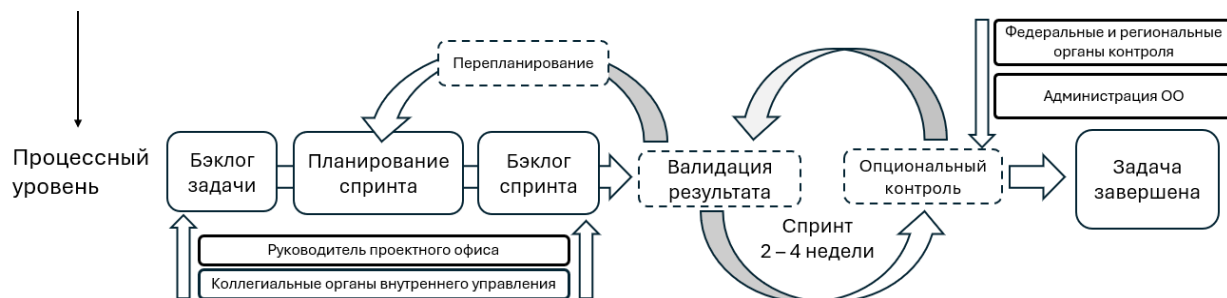 Процессный
уровень
Бэклог
задачи
Планирование
спринта
Бэклог
спринта
Перепланирование
Валидация
результата
Спринт
2 – 4 недели
Опциональный
контроль
Задача
завершена
Федеральные и региональные
органы контроля
Администрация ОО
Руководитель проектного офиса
Коллегиальные органы внутреннего управления